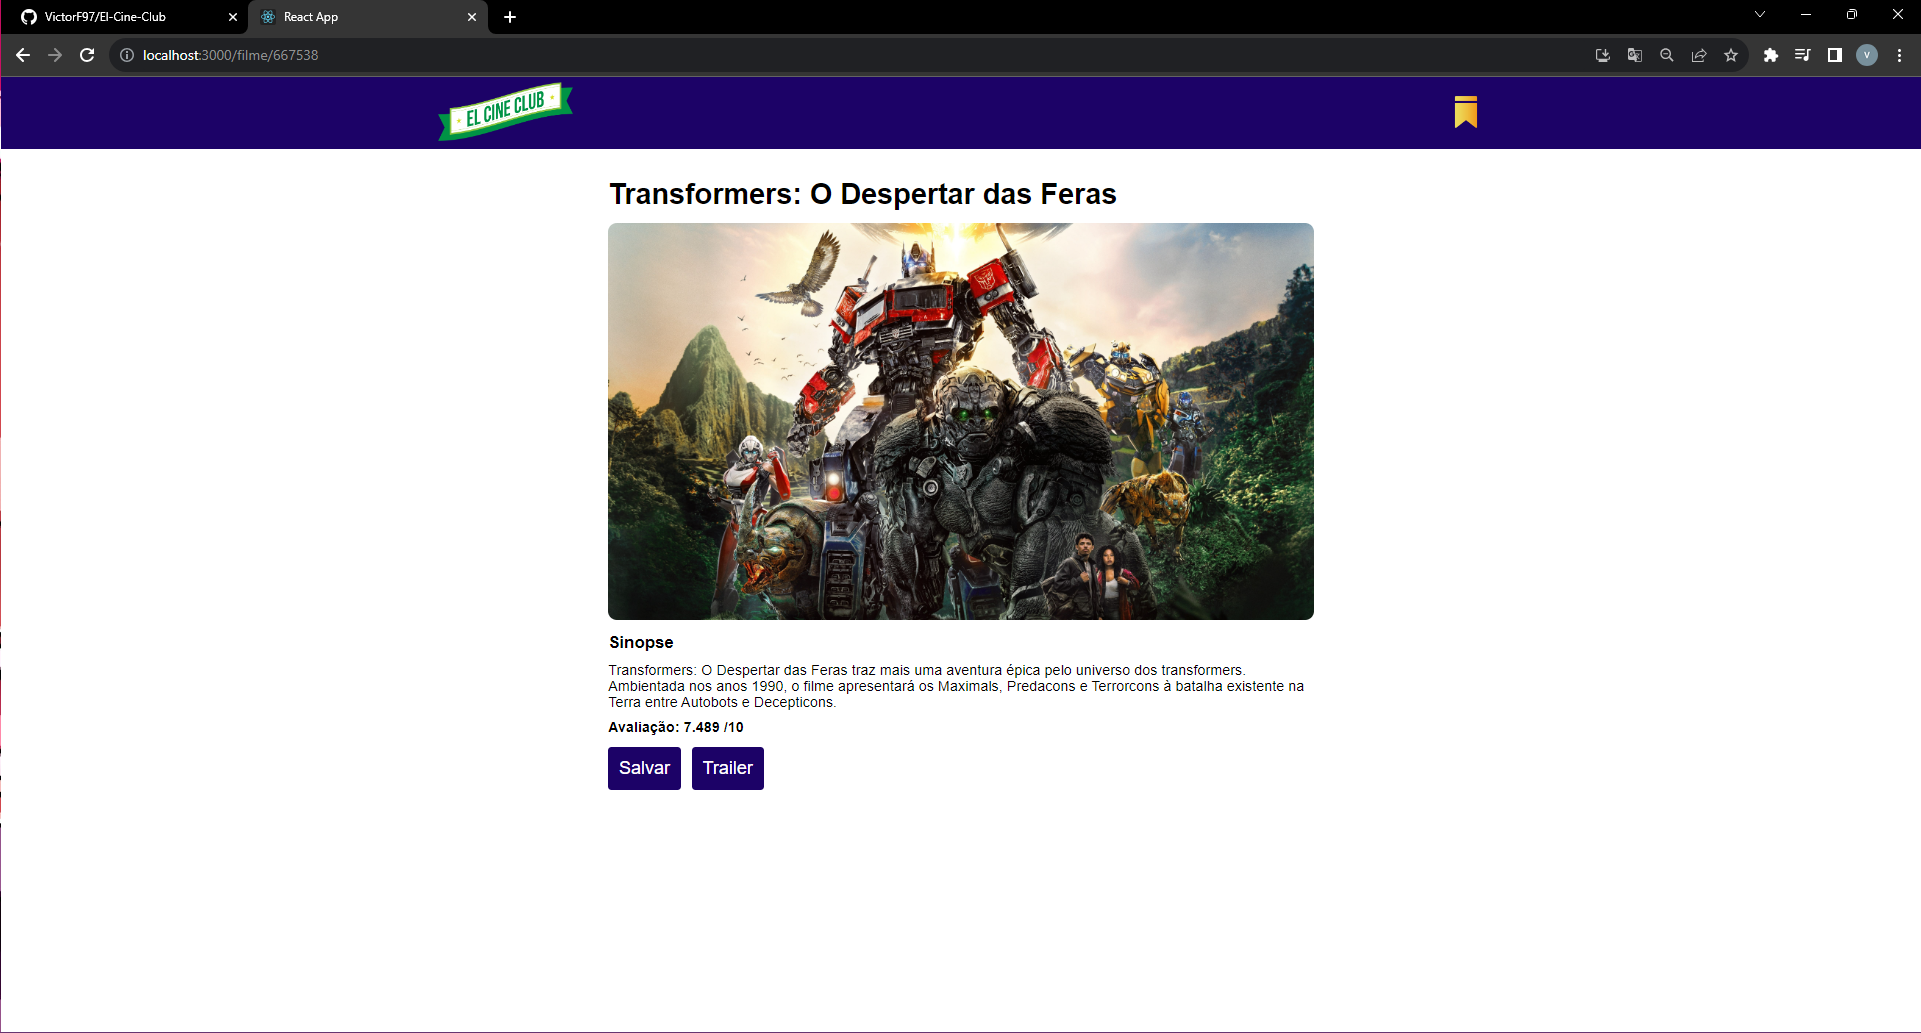 VictorF97/El-Cine-Club
React App
localhost:3000/filme/667538
V
EL CINE CLUB
Transformers: O Despertar das Feras
Sinopse
Transformers: O Despertar das Feras traz mais uma aventura épica pelo universo dos transformers.
Ambientada nos anos 1990, o filme apresentará os Maximals, Predacons e Terrorcons à batalha existente na
Terra entre Autobots e Decepticons.
Avaliação: 7.489 /10
Salvar Trailer